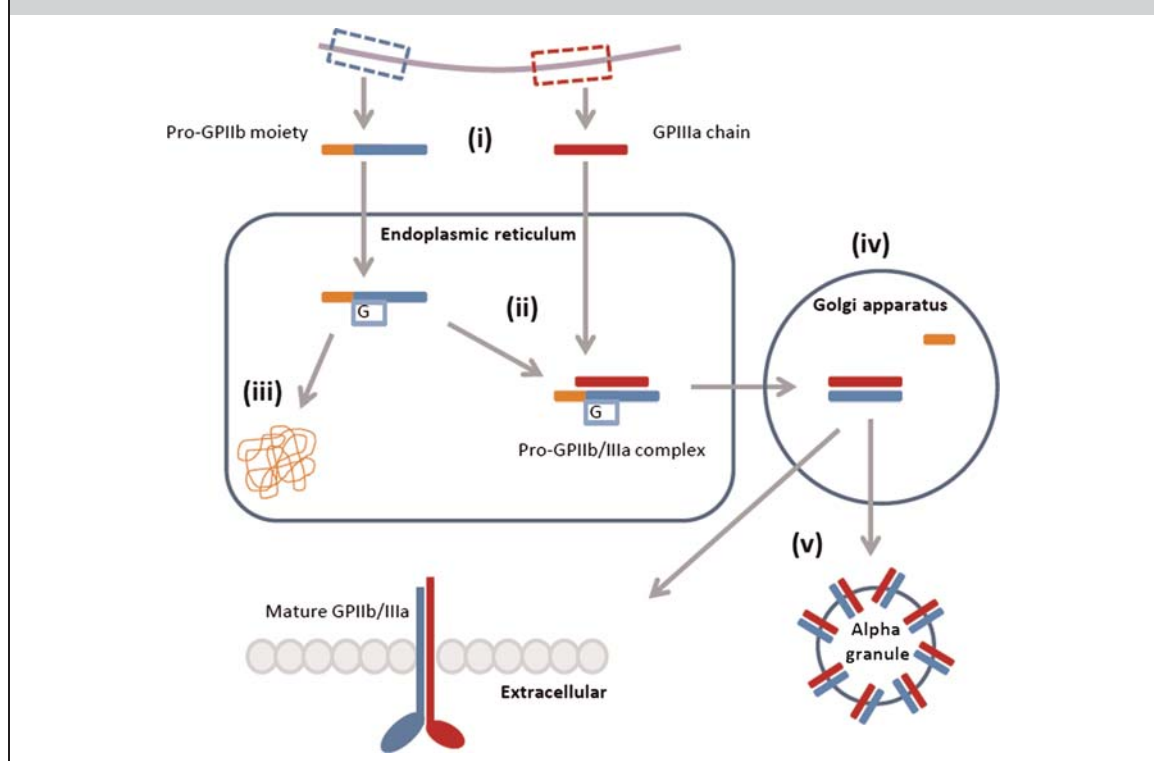 Pro-GPIIb moiety
(i)
GPIIIa chain
Endoplasmic reticulum
(iv)
Golgi apparatus
G
(ii)
(iii)
G
Pro-GPIIb/IIIa complex
(v)
Mature GPIIb/IIIa
Alpha
granule
Extracellular